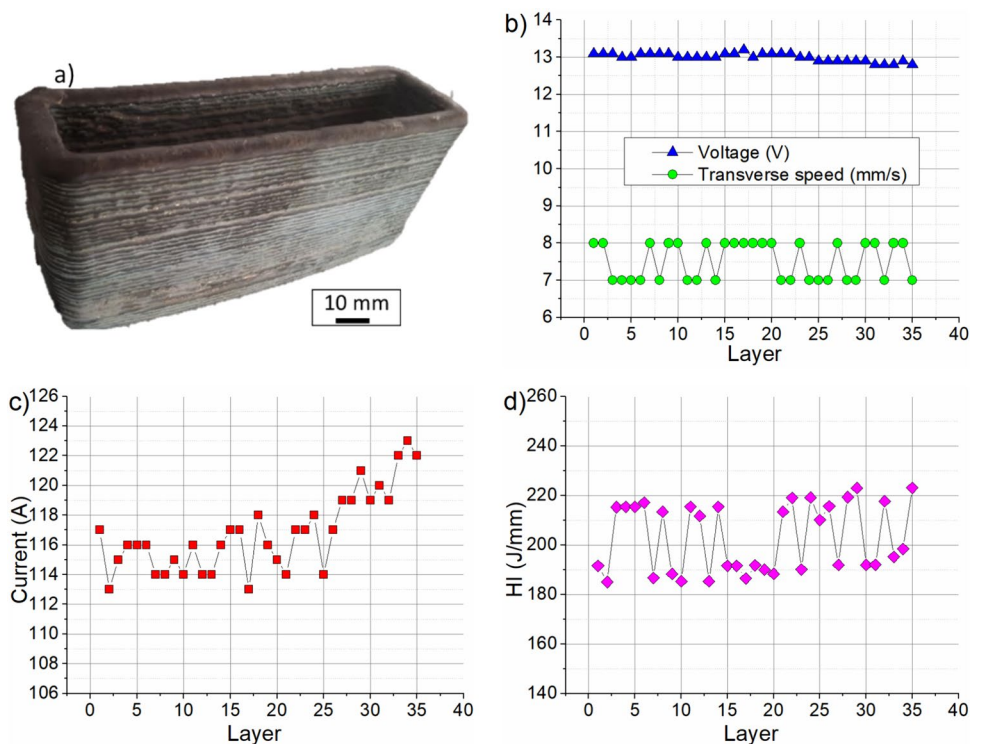 a)
10 mm
b)
14
13
12
11
10
9
8
7
6
Voltage (V)
Transverse speed (mm/s)
0 5 10 15 20 25 30 35 40
Layer
c)
Current (A)
126
124
122
120
118
116
114
112
110
108
106
0 5 10 15 20 25 30 35 40
Layer
d)
HI (J/mm)
260
240
220
200
180
160
140
0 5 10 15 20 25 30 35 40
Layer